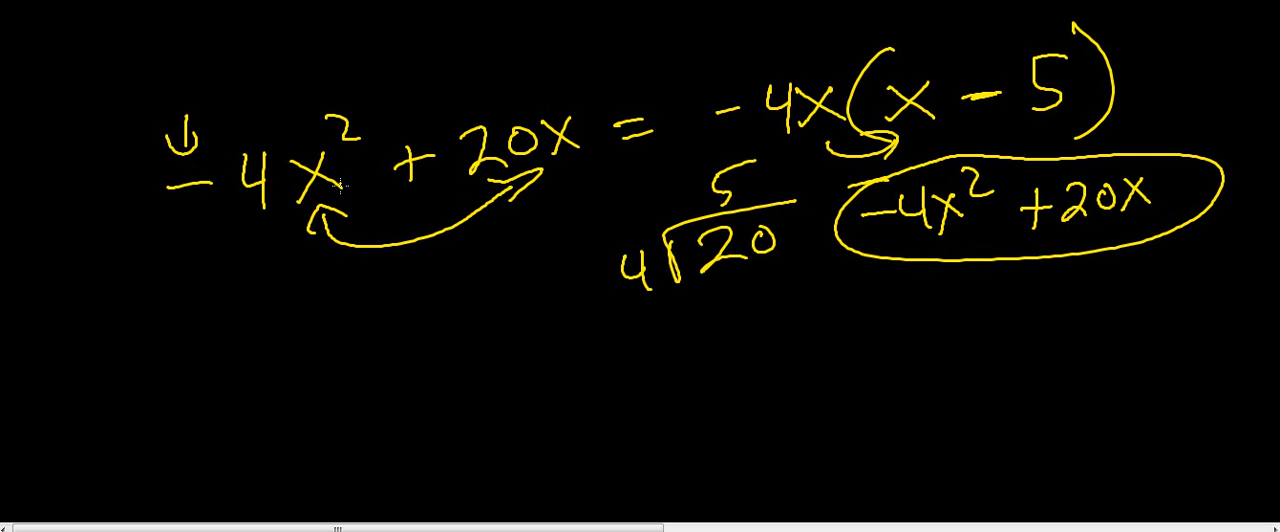 -4x² + 20x = -4x(x - 5)
5
4√20
-4x² + 20x